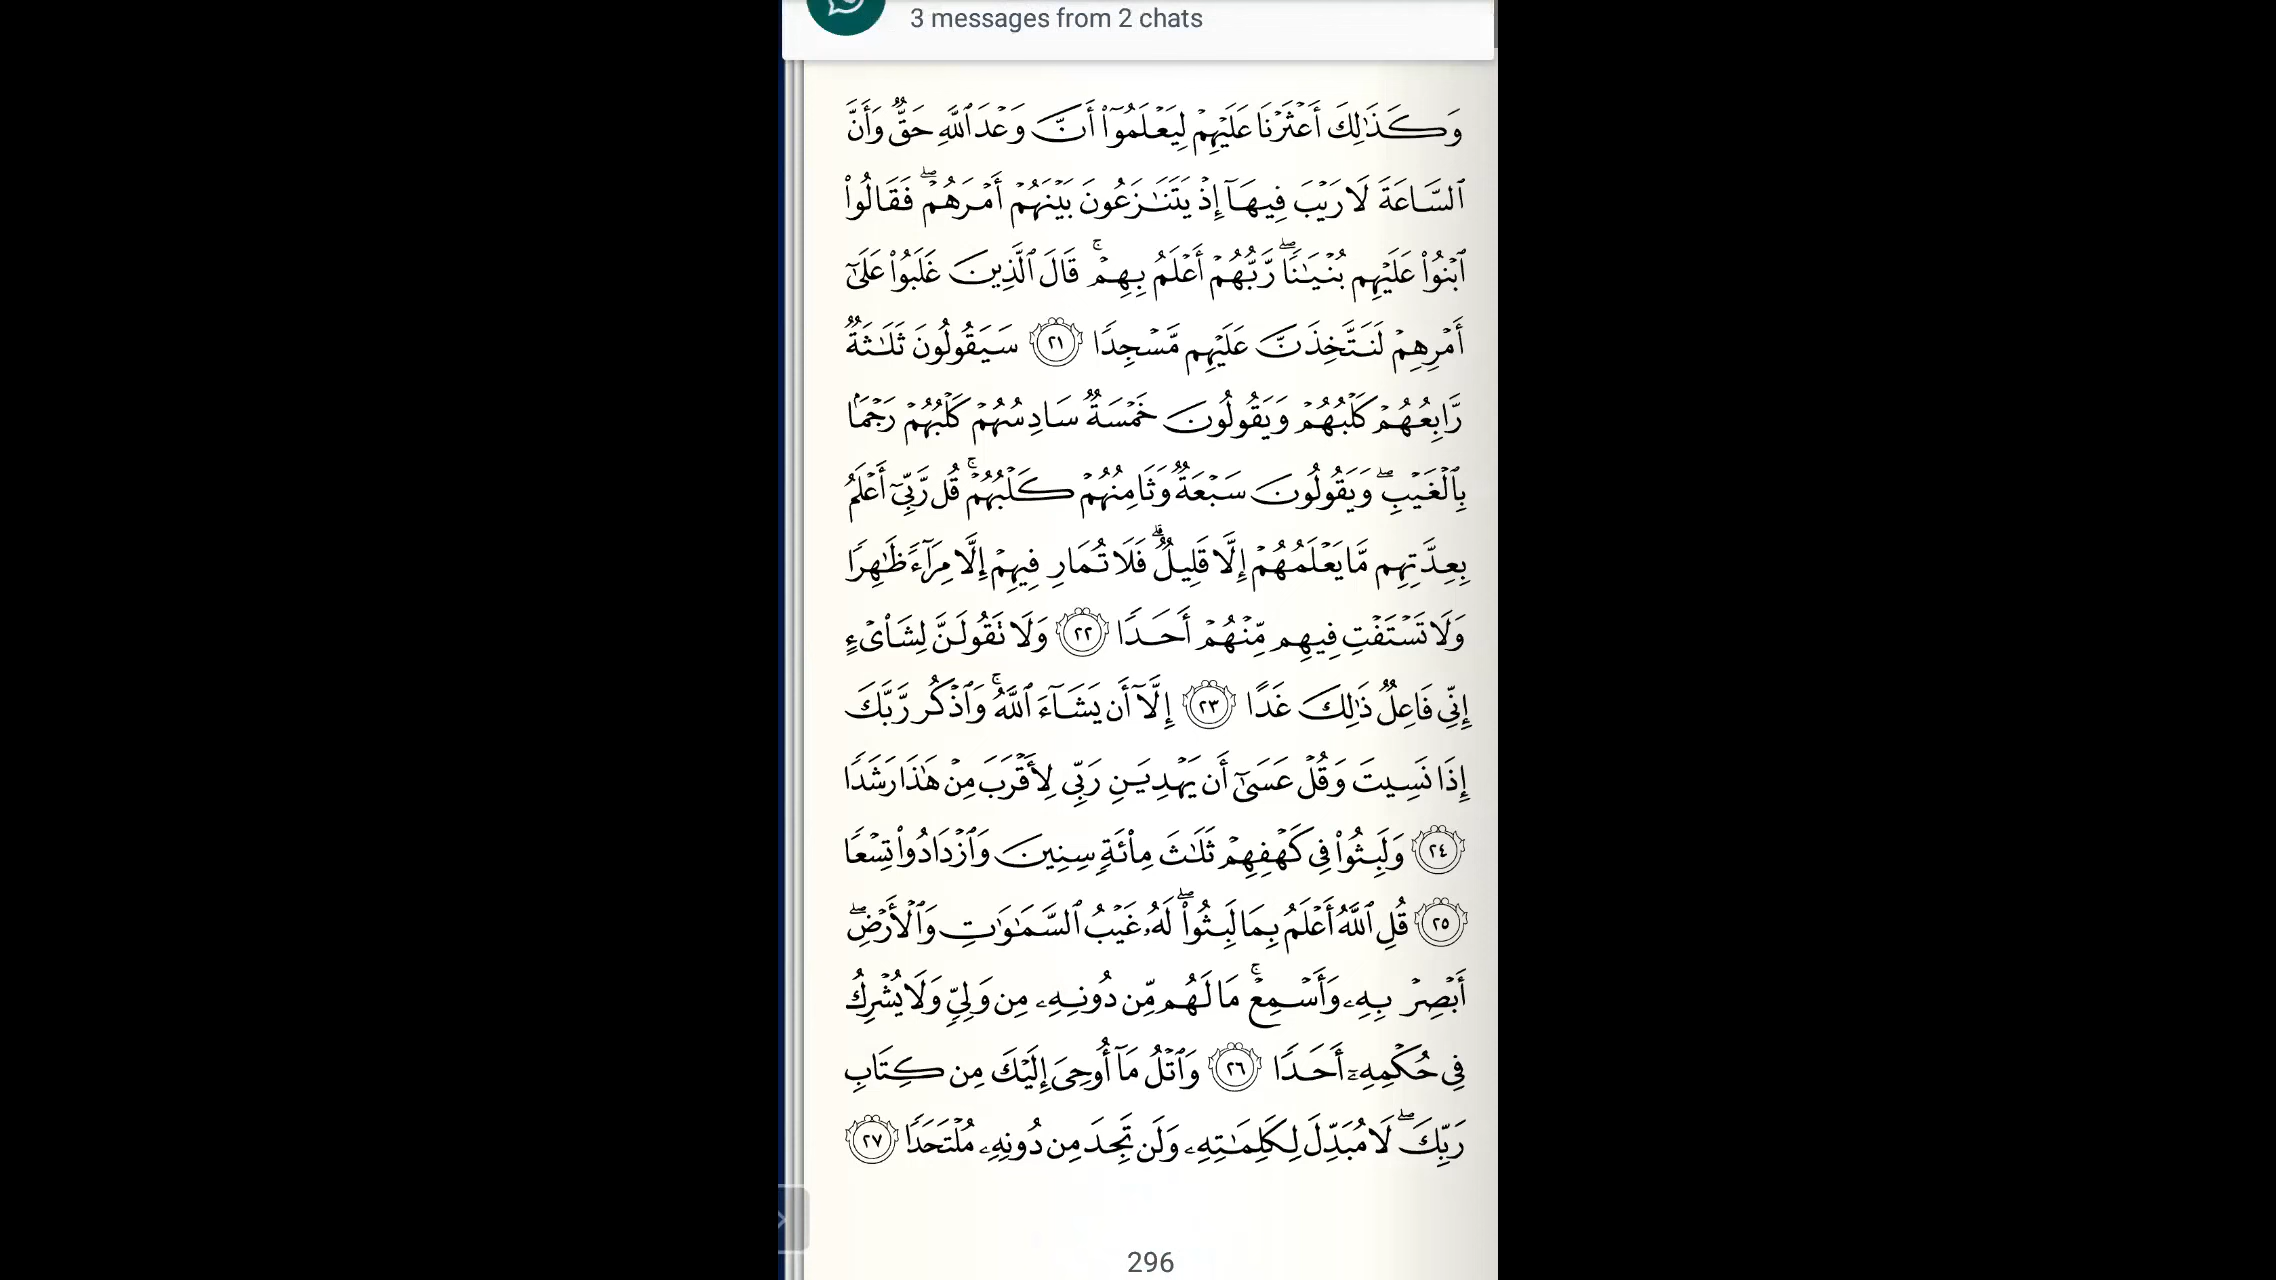 3 messages from 2 chats
وَكَذَٰلِكَ أَعۡثَرۡنَا عَلَيۡهِمۡ لِيَعۡلَمُوٓاْ أَنَّ وَعۡدَ ٱللَّهِ حَقّٞ وَأَنَّ
ٱلسَّاعَةَ لَا رَيۡبَ فِيهَآ إِذۡ يَتَنَٰزَعُونَ بَيۡنَهُمۡ أَمۡرَهُمۡۖ فَقَالُواْ
ٱبۡنُواْ عَلَيۡهِم بُنۡيَٰنٗاۖ رَّبُّهُمۡ أَعۡلَمُ بِهِمۡۚ قَالَ ٱلَّذِينَ غَلَبُواْ عَلَىٰٓ
أَمۡرِهِمۡ لَنَتَّخِذَنَّ عَلَيۡهِم مَّسۡجِدٗا ٢١ سَيَقُولُونَ ثَلَٰثَةٞ
رَّابِعُهُمۡ كَلۡبُهُمۡ وَيَقُولُونَ خَمۡسَةٞ سَادِسُهُمۡ كَلۡبُهُمۡ رَجۡمَۢا
بِٱلۡغَيۡبِۖ وَيَقُولُونَ سَبۡعَةٞ وَثَامِنُهُمۡ كَلۡبُهُمۡۚ قُل رَّبِّيٓ أَعۡلَمُ
بِعِدَّتِهِم مَّا يَعۡلَمُهُمۡ إِلَّا قَلِيلٞۗ فَلَا تُمَارِ فِيهِمۡ إِلَّا مِرَآءٗ ظَٰهِرٗا
وَلَا تَسۡتَفۡتِ فِيهِم مِّنۡهُمۡ أَحَدٗا ٢٢ وَلَا تَقُولَنَّ لِشَاْيۡءٍ
إِنِّي فَاعِلٞ ذَٰلِكَ غَدًا ٢٣ إِلَّآ أَن يَشَآءَ ٱللَّهُۚ وَٱذۡكُر رَّبَّكَ
إِذَا نَسِيتَ وَقُلۡ عَسَىٰٓ أَن يَهۡدِيَنِ رَبِّي لِأَقۡرَبَ مِنۡ هَٰذَا رَشَدٗا
٢٤ وَلَبِثُواْ فِي كَهۡفِهِمۡ ثَلَٰثَ مِاْئَةٖ سِنِينَ وَٱزۡدَادُواْ تِسۡعٗا
٢٥ قُلِ ٱللَّهُ أَعۡلَمُ بِمَا لَبِثُواْۖ لَهُۥ غَيۡبُ ٱلسَّمَٰوَٰتِ وَٱلۡأَرۡضِۖ
أَبۡصِرۡ بِهِۦ وَأَسۡمِعۡۚ مَا لَهُم مِّن دُونِهِۦ مِن وَلِيّٖ وَلَا يُشۡرِكُ
فِي حُكۡمِهِۦٓ أَحَدٗا ٢٦ وَٱتۡلُ مَآ أُوحِيَ إِلَيۡكَ مِن كِتَابِ
رَبِّكَۖ لَا مُبَدِّلَ لِكَلِمَٰتِهِۦ وَلَن تَجِدَ مِن دُونِهِۦ مُلۡتَحَدٗا ٢٧
296